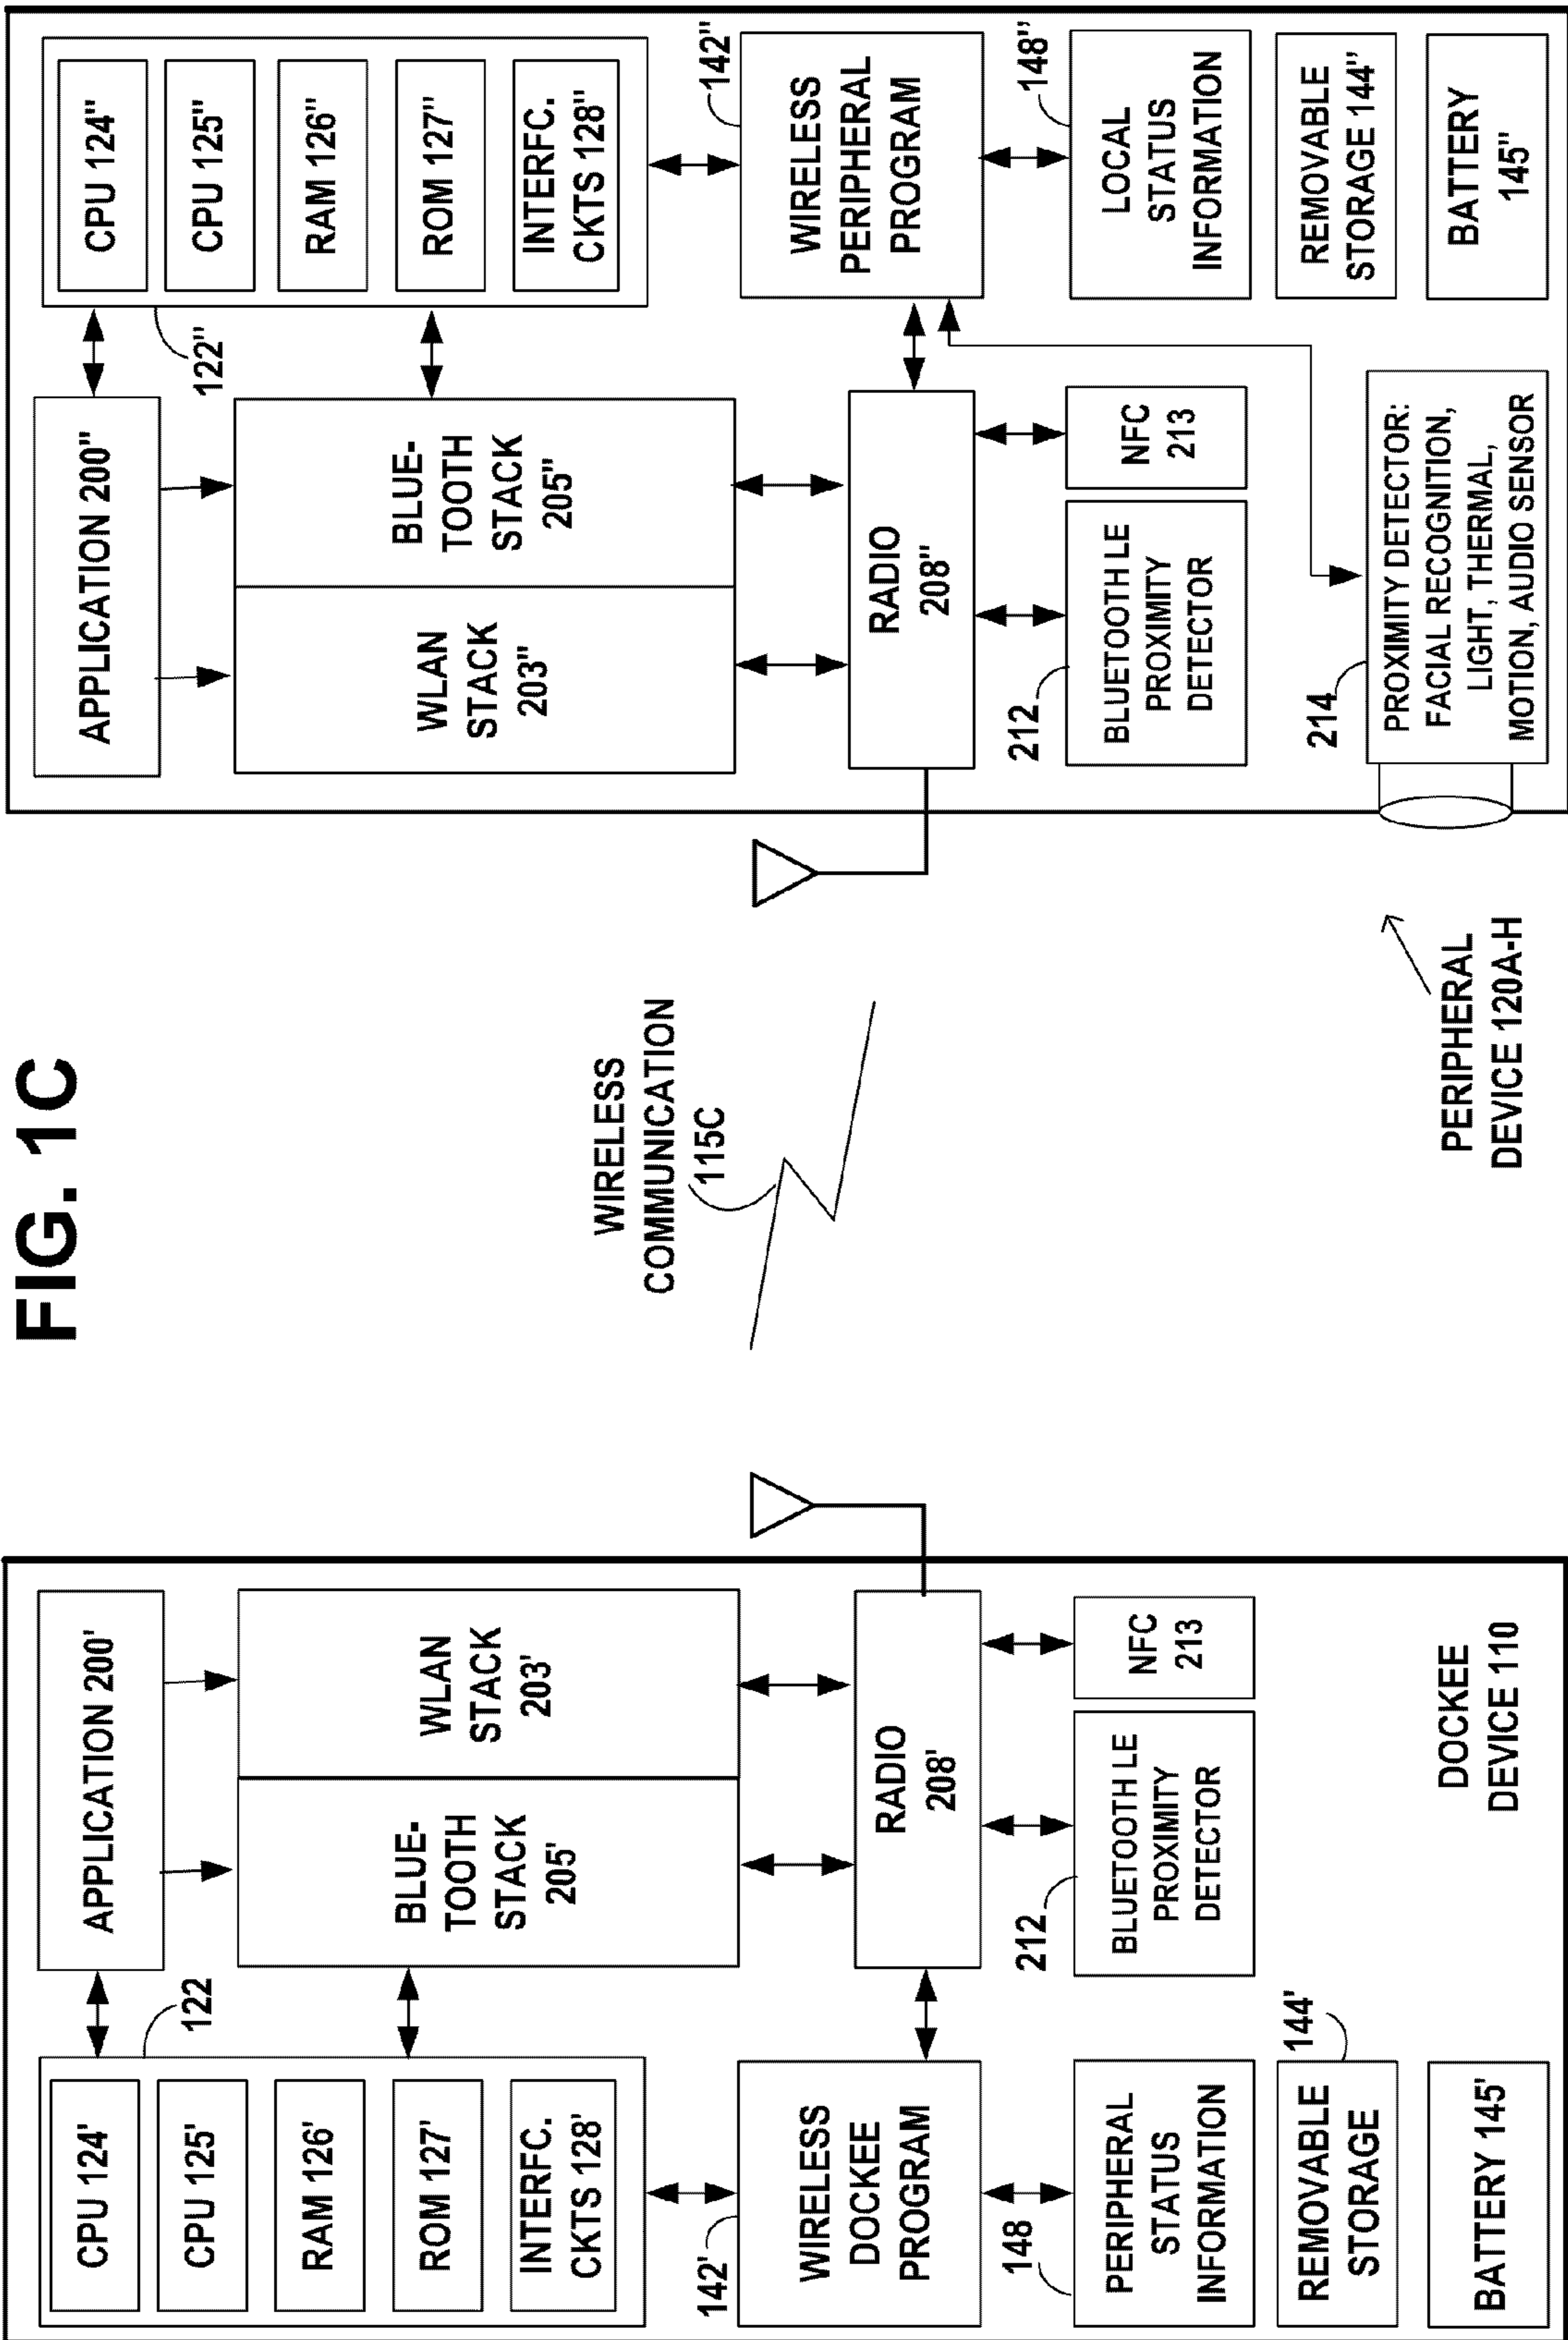 FIG. 1C
CPU 124'
CPU 125'
RAM 126'
ROM 127'
INTERFC.
CKTS 128'
122
APPLICATION 200'
BLUE-
TOOTH
STACK
205'
WLAN
STACK
203'
142'
WIRELESS
DOCKEE
PROGRAM
RADIO
208'
148
PERIPHERAL
STATUS
INFORMATION
212
BLUETOOTH LE
PROXIMITY
DETECTOR
NFC
213
144'
REMOVABLE
STORAGE
BATTERY 145'
DOCKEE
DEVICE 110
WIRELESS
COMMUNICATION
115C
PERIPHERAL
DEVICE 120A-H
APPLICATION 200"
122"
CPU 124"
CPU 125"
RAM 126"
ROM 127"
INTERFC.
CKTS 128"
WLAN
STACK
203"
BLUE-
TOOTH
STACK
205"
RADIO
208"
142"
WIRELESS
PERIPHERAL
PROGRAM
212
BLUETOOTH LE
PROXIMITY
DETECTOR
NFC
213
148"
LOCAL
STATUS
INFORMATION
REMOVABLE
STORAGE 144"
214
PROXIMITY DETECTOR:
FACIAL RECOGNITION,
LIGHT, THERMAL,
MOTION, AUDIO SENSOR
BATTERY
145"